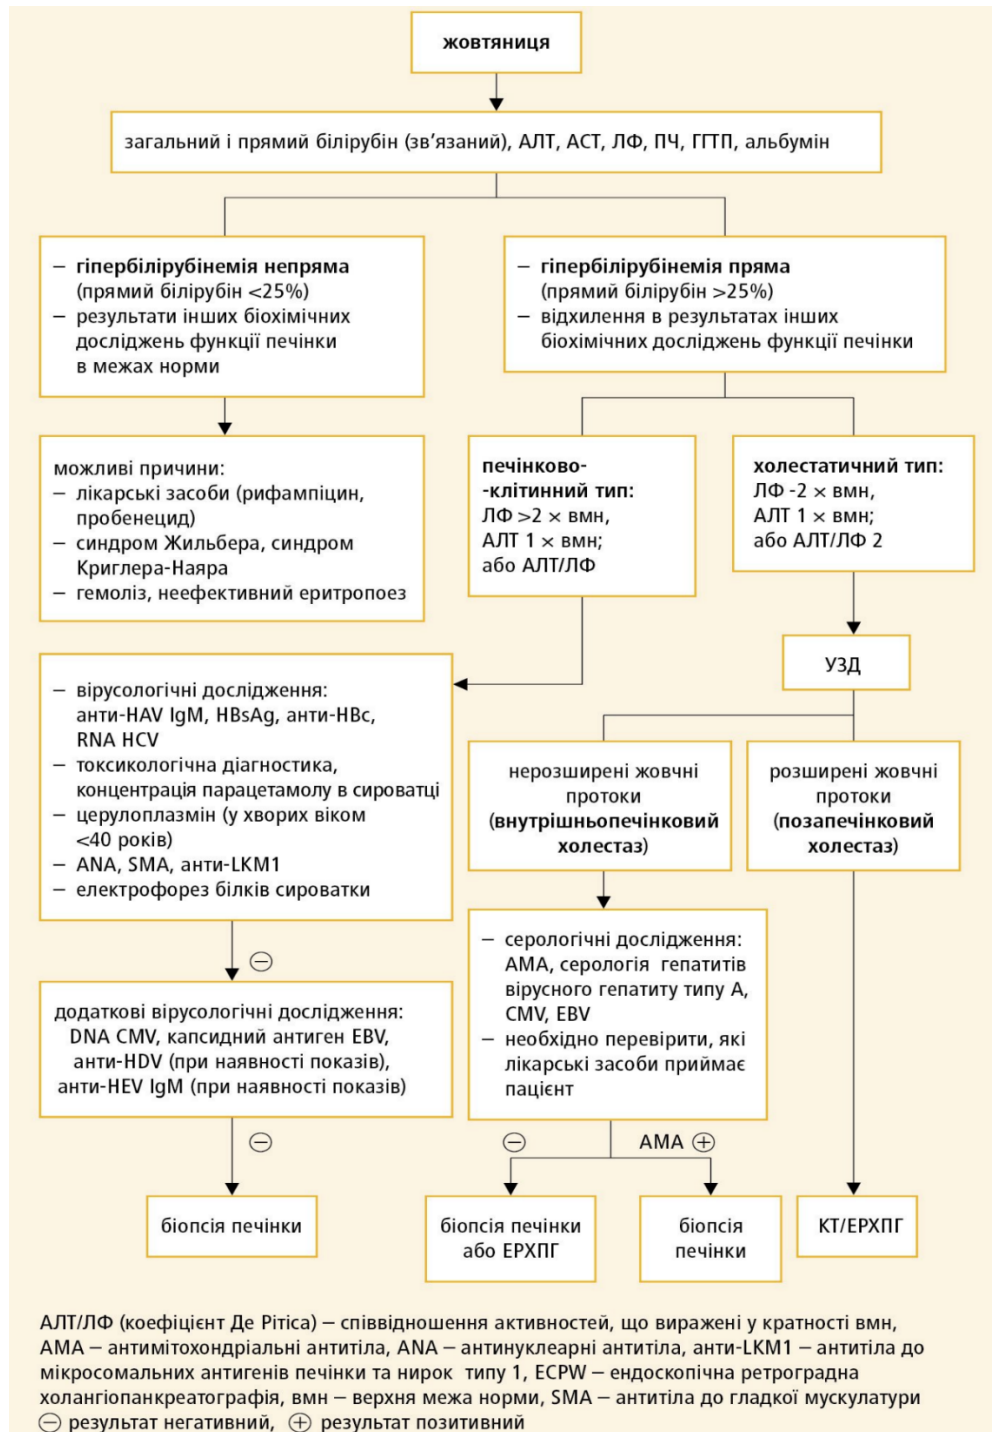 жовтяниця
загальний і прямий білірубін (зв’язаний), АЛТ, АСТ, ЛФ, ПЧ, ГГТП, альбумін
– гіпербілірубінемія непряма
(прямий білірубін <25%)
– результати інших біохімічних
досліджень функції печінки
в межах норми
– гіпербілірубінемія пряма
(прямий білірубін >25%)
– відхилення в результатах інших
біохімічних досліджень функції печінки
можливі причини:
– лікарські засоби (рифампіцин,
пробенецид)
– синдром Жильбера, синдром
Криглера-Наяра
– гемоліз, неефективний еритропоез
печінково-
-клітинний тип:
ЛФ >2 × вмн,
АЛТ 1 × вмн;
або АЛТ/ЛФ
холестатичний тип:
ЛФ -2 × вмн,
АЛТ 1 × вмн;
або АЛТ/ЛФ 2
УЗД
– вірусологічні дослідження:
анти-HAV IgM, HBsAg, анти-HBc,
RNA HCV
– токсикологічна діагностика,
концентрація парацетамолу в сироватці
– церулоплазмін (у хворих віком
<40 років)
– ANA, SMA, анти-LKM1
– електрофорез білків сироватки
нерозширені жовчні
протоки
(внутрішньопечінковий
холестаз)
розширені жовчні
протоки
(позапечінковий
холестаз)
– серологічні дослідження:
АМА, серологія гепатитів
вірусного гепатиту типу А,
CMV, EBV
– необхідно перевірити, які
лікарські засоби приймає
пацієнт
⊖
додаткові вірусологічні дослідження:
DNA CMV, капсидний антиген EBV,
анти-HDV (при наявності показів),
анти-HEV IgM (при наявності показів)
⊖
⊖ АМА ⊕
біопсія печінки
біопсія печінки
або ЕРХПГ
біопсія
печінки
КТ/ЕРХПГ
АЛТ/ЛФ (коефіцієнт Де Рітіса) – співвідношення активностей, що виражені у кратності вмн,
АМА – антимітохондріальні антитіла, ANA – антинуклеарні антитіла, анти-LKM1 – антитіла до
мікросомальних антигенів печінки та нирок типу 1, ECPW – ендоскопічна ретроградна
холангіопанкреатографія, вмн – верхня межа норми, SMA – антитіла до гладкої мускулатури
⊖ результат негативний, ⊕ результат позитивний